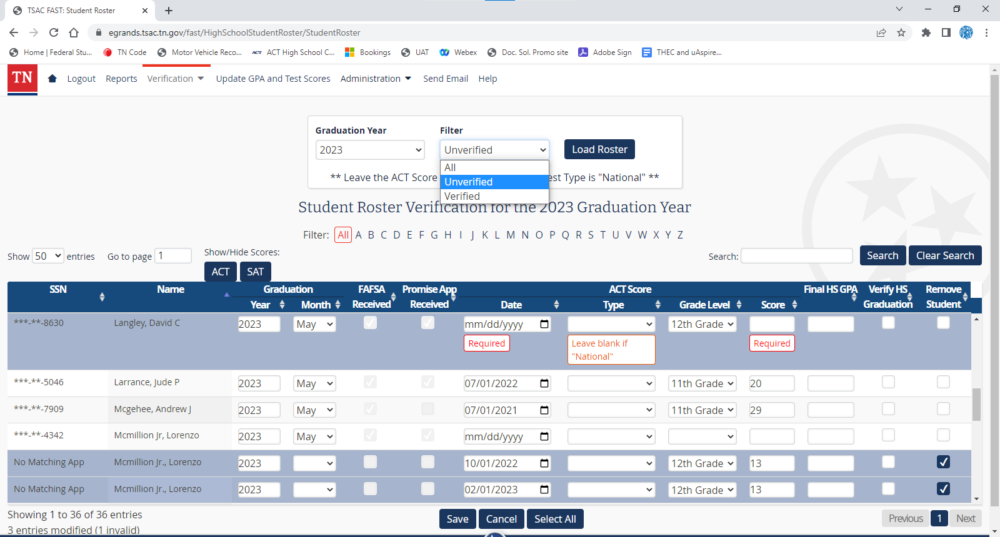 TSAC FAST: Student Roster
egrands.tsac.tn.gov/fast/HighSchoolStudentRoster/StudentRoster
Home | Federal Stu... TN Code Motor Vehicle Reco... ACT ACT High School C... Bookings UAT Webex Doc. Sol. Promo site Adobe Sign THEC and uAspire...
TN Logout Reports Verification Update GPA and Test Scores Administration Send Email Help
Graduation Year Filter
2023 Unverified Load Roster
All
Unverified
Verified
** Leave the ACT Score est Type is "National" **
Student Roster Verification for the 2023 Graduation Year
Filter: All A B C D E F G H I J K L M N O P Q R S T U V W X Y Z
Show 50 entries Go to page 1 Show/Hide Scores: Search: Search Clear Search
ACT SAT
SSN Name Graduation FAFSA Promise App ACT Score Final HS GPA Verify HS Remove
Year Month Received Received Date Type Grade Level Score Graduation Student
***-**-8630 Langley, David C 2023 May mm/dd/yyyy 12th Grade
Required Leave blank if Required
"National"
***-**-5046 Larrance, Jude P 2023 May 07/01/2022 11th Grade 20
***-**-7909 Mcgehee, Andrew J 2023 May 07/01/2021 11th Grade 29
***-**-4342 Mcmillion Jr, Lorenzo 2023 May mm/dd/yyyy
No Matching App Mcmillion Jr., Lorenzo 2023 10/01/2022 12th Grade 13
No Matching App Mcmillion Jr., Lorenzo 2023 02/01/2023 12th Grade 13
Showing 1 to 36 of 36 entries Save Cancel Select All Previous 1 Next
3 entries modified (1 invalid)